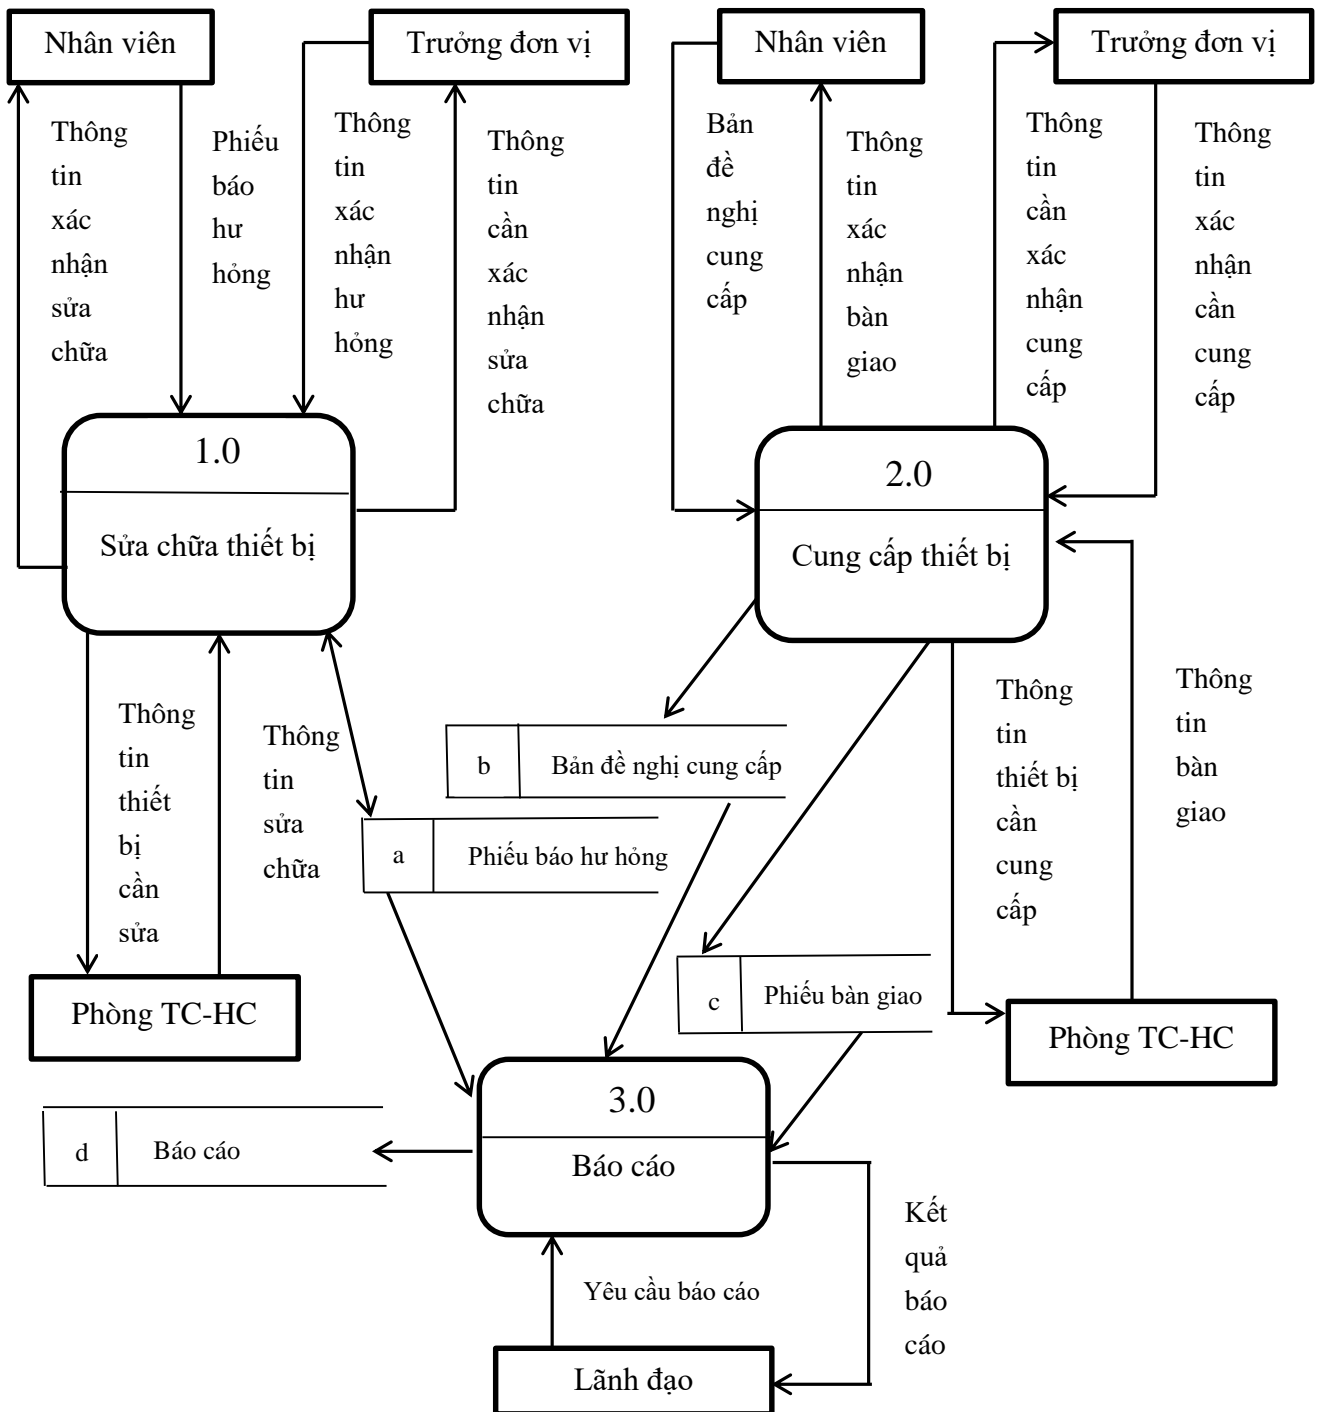 Nhân viên
Trưởng đơn vị
Nhân viên
Trưởng đơn vị
Thông
tin
xác
nhận
sửa
chữa
Phiếu
báo
hư
hỏng
Thông
tin
xác
nhận
hư
hỏng
Thông
tin
cần
xác
nhận
sửa
chữa
Bản
đề
nghị
cung
cấp
Thông
tin
xác
nhận
bàn
giao
Thông
tin
cần
xác
nhận
cung
cấp
Thông
tin
xác
nhận
cần
cung
cấp
1.0
Sửa chữa thiết bị
2.0
Cung cấp thiết bị
Thông
tin
thiết
bị
cần
sửa
Thông
tin
sửa
chữa
b
Bản đề nghị cung cấp
a
Phiếu báo hư hỏng
Thông
tin
thiết bị
cần
cung
cấp
Thông
tin
bàn
giao
Phòng TC-HC
c
Phiếu bàn giao
Phòng TC-HC
3.0
Báo cáo
d
Báo cáo
Kết
quả
báo
cáo
Yêu cầu báo cáo
Lãnh đạo